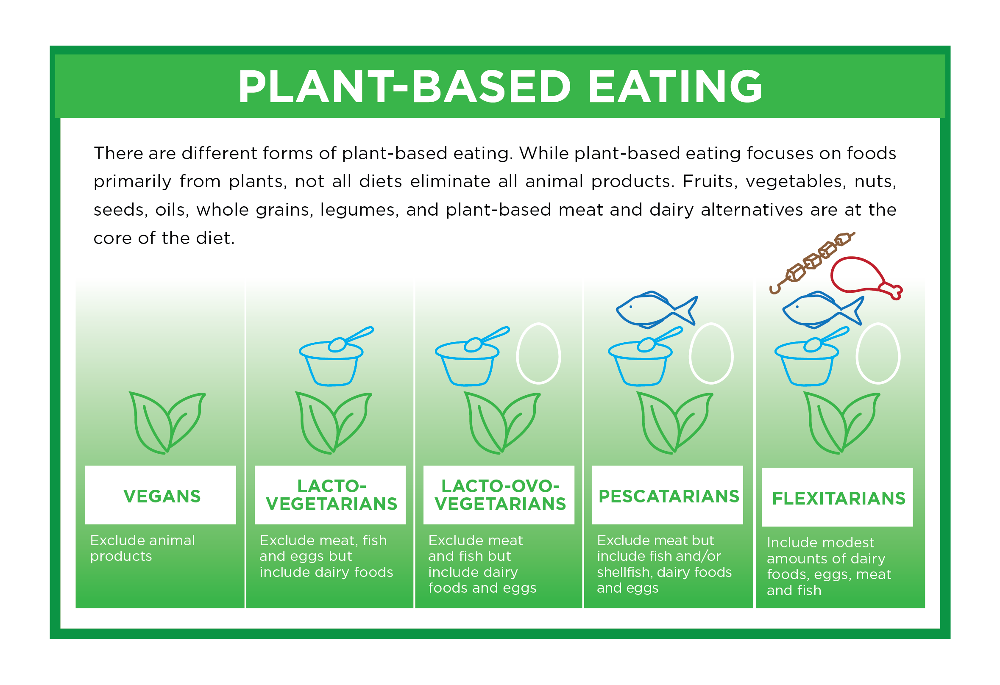 PLANT-BASED EATING
There are different forms of plant-based eating. While plant-based eating focuses on foods
primarily from plants, not all diets eliminate all animal products. Fruits, vegetables, nuts,
seeds, oils, whole grains, legumes, and plant-based meat and dairy alternatives are at the
core of the diet.
VEGANS
Exclude animal
products
LACTO-
VEGETARIANS
Exclude meat, fish
and eggs but
include dairy foods
LACTO-OVO-
VEGETARIANS
Exclude meat
and fish but
include dairy
foods and eggs
PESCATARIANS
Exclude meat but
include fish and/or
shellfish, dairy foods
and eggs
FLEXITARIANS
Include modest
amounts of dairy
foods, eggs, meat
and fish